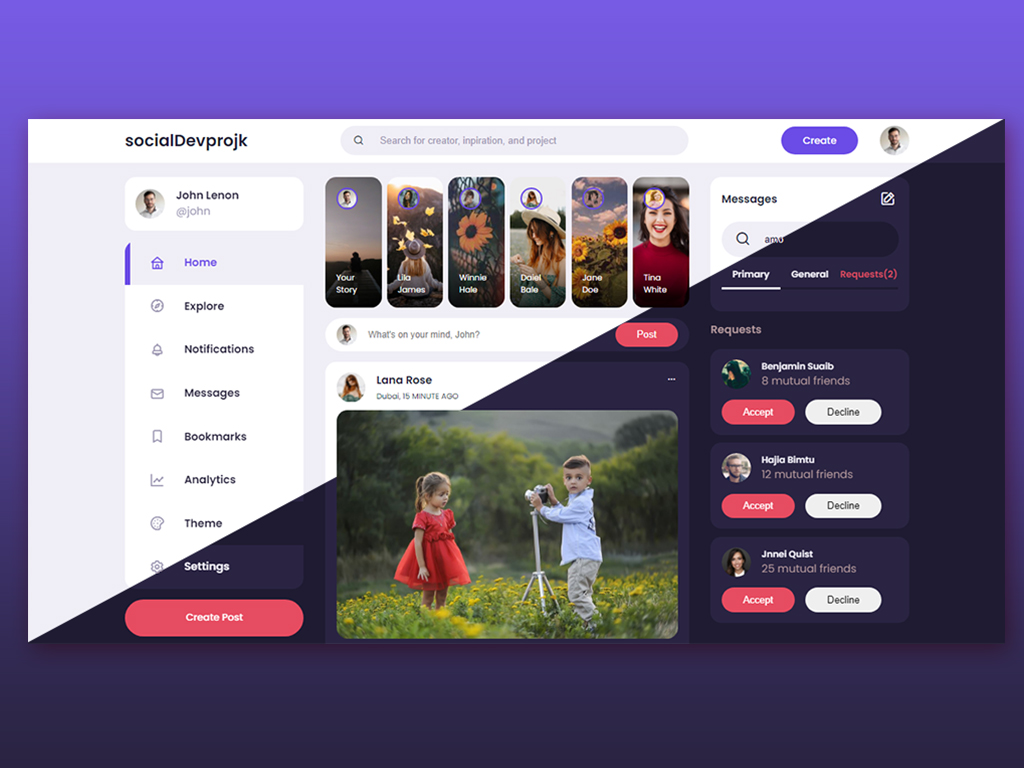 socialDevprojk
Search for creator, inpiration, and project
Create
John Lenon
@john
Home
Explore
Notifications
Messages
Bookmarks
Analytics
Theme
Settings
Create Post
Your
Story
Lila
James
Winnie
Hale
Daiel
Bale
Jane
Doe
Tina
White
What's on your mind, John?
Post
Lana Rose
Dubai, 15 MINUTE AGO
Messages
Primary
General
Requests(2)
Requests
Benjamin Suaib
8 mutual friends
Accept
Decline
Hajia Bimtu
12 mutual friends
Accept
Decline
Jnnel Quist
25 mutual friends
Accept
Decline